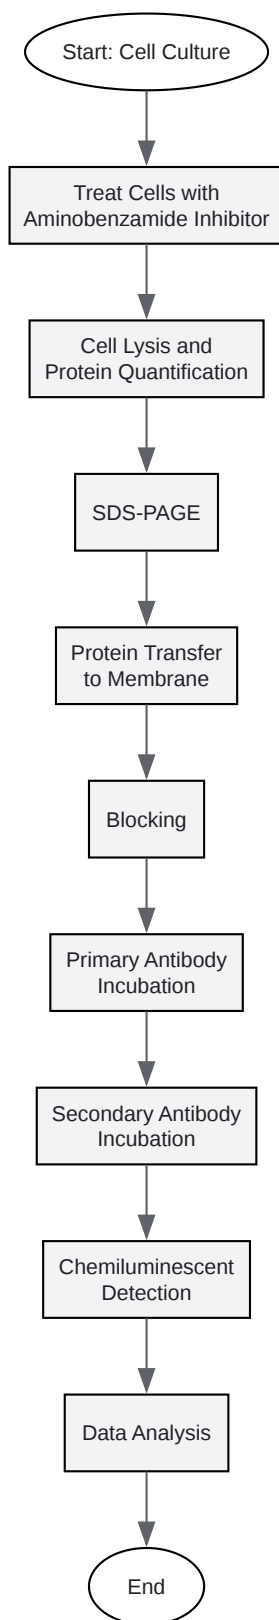 Start: Cell Culture
Treat Cells with
Aminobenzamide Inhibitor
Cell Lysis and
Protein Quantification
SDS-PAGE
Protein Transfer
to Membrane
Blocking
Primary Antibody
Incubation
Secondary Antibody
Incubation
Chemiluminescent
Detection
Data Analysis
End